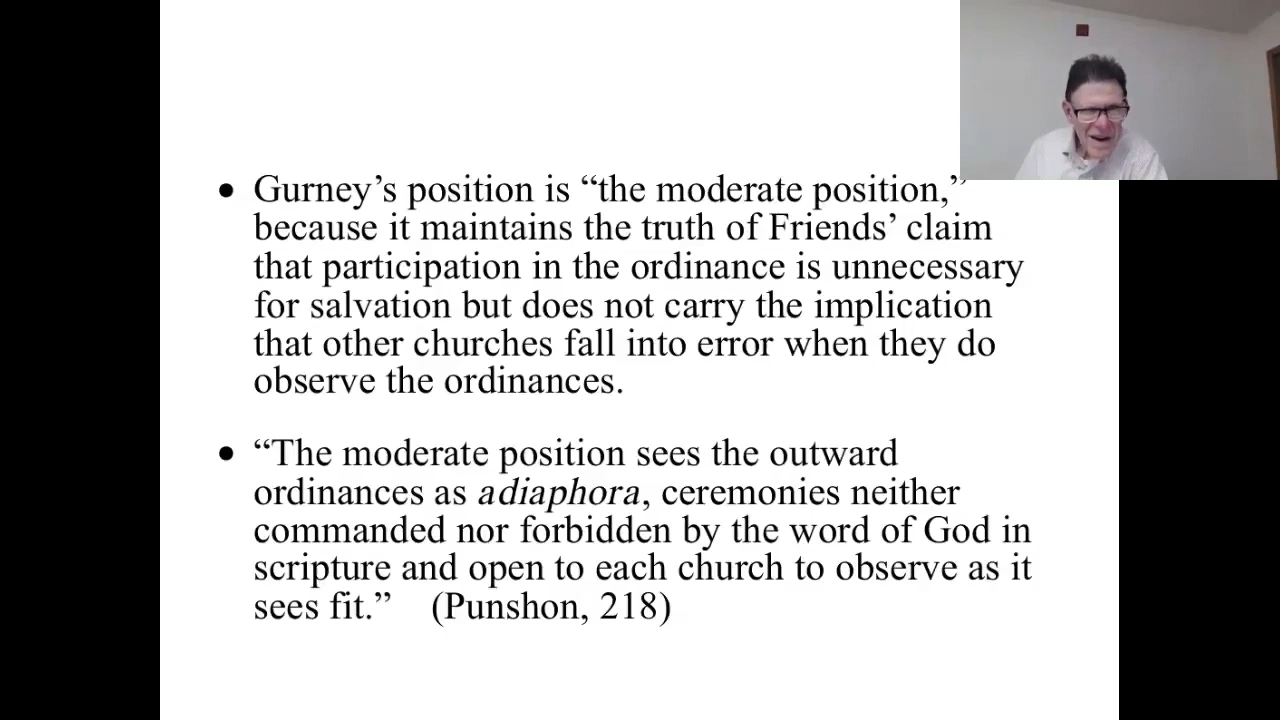 • Gurney’s position is “the moderate position,”
because it maintains the truth of Friends’ claim
that participation in the ordinance is unnecessary
for salvation but does not carry the implication
that other churches fall into error when they do
observe the ordinances.
• “The moderate position sees the outward
ordinances as adiaphora, ceremonies neither
commanded nor forbidden by the word of God in
scripture and open to each church to observe as it
sees fit.” (Punshon, 218)